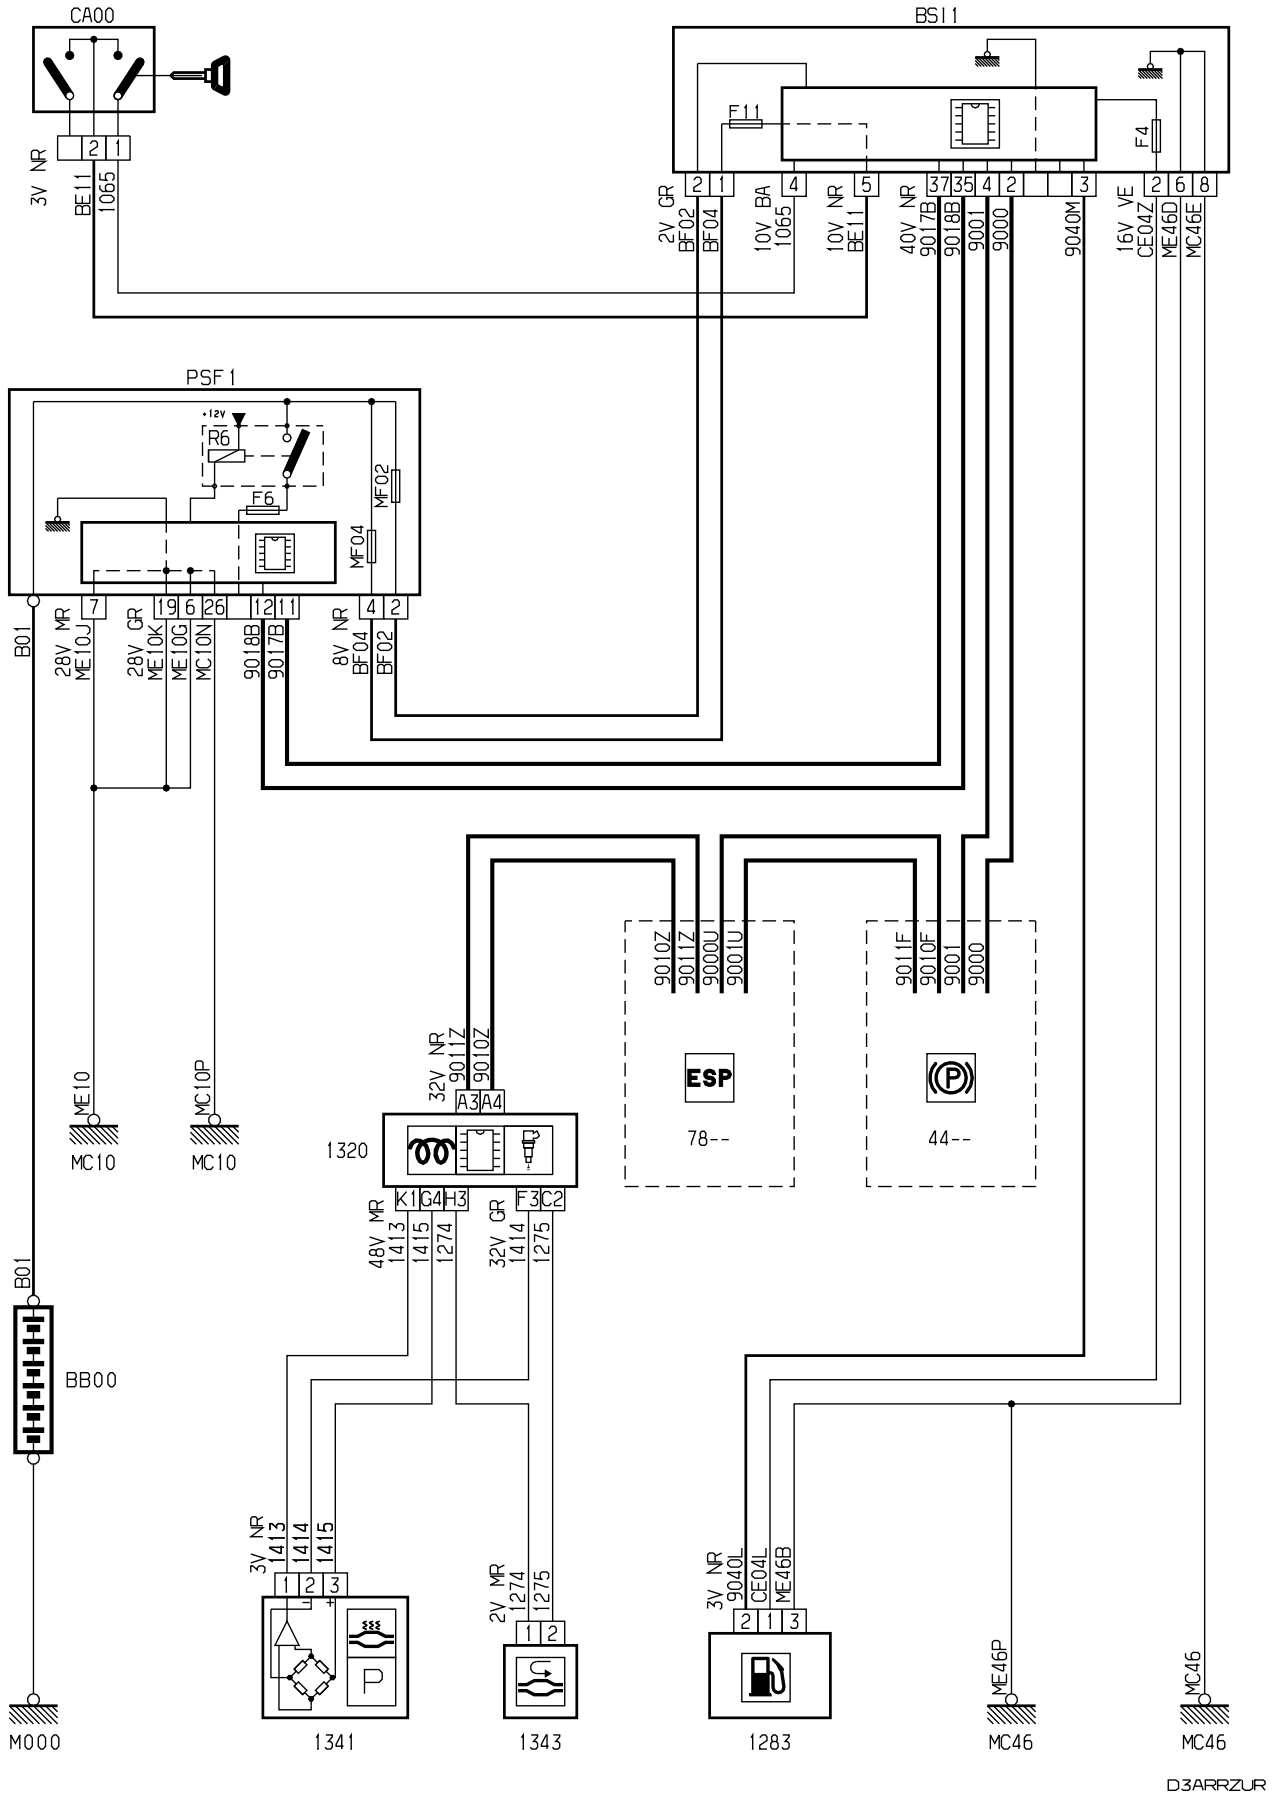 CA00
BSI1
F11
F4
2
1
3V NR
BE11
1065
2
1
4
5
37
35
4
2
3
2
6
8
2V GR
BF02
BF04
10V BA
1065
10V NR
BE11
40V NR
9017B
9018B
9001
9000
9040M
16V VE
CE04Z
ME46D
MC46E
PSF1
+12V
R6
F6
MF02
MF04
7
19
6
26
12
11
4
2
B01
28V MR
ME10J
28V GR
ME10K
ME10G
MC10N
9018B
9017B
8V NR
BF04
BF02
9010Z
9011Z
9000U
9001U
9011F
9010F
9001
9000
ESP
P
78--
44--
ME10
MC10P
MC10
MC10
32V NR
9011Z
9010Z
A3
A4
1320
K1
G4
H3
F3
C2
48V MR
1413
1415
1274
32V GR
1414
1275
B01
BB00
3V NR
1413
1414
1415
1
2
3
-
+
P
1341
2V MR
1274
1275
1
2
1343
3V NR
9040L
CE04L
ME46B
2
1
3
1283
ME46P
MC46
MC46
MC46
M000
D3ARRZUR